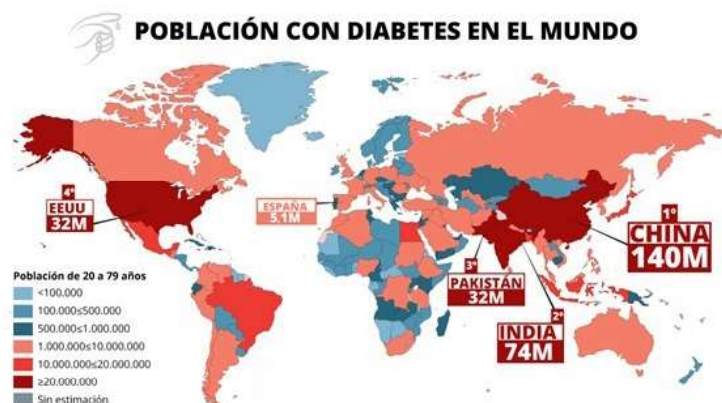 POBLACIÓN CON DIABETES EN EL MUNDO
4º
EEUU
32M
ESPAÑA
5.1M
1º
CHINA
140M
3º
PAKISTÁN
32M
2º
INDIA
74M
Población de 20 a 79 años
<100.000
100.000≤500.000
500.000≤1.000.000
1.000.000≤10.000.000
10.000.000≤20.000.000
≥20.000.000
Sin estimación